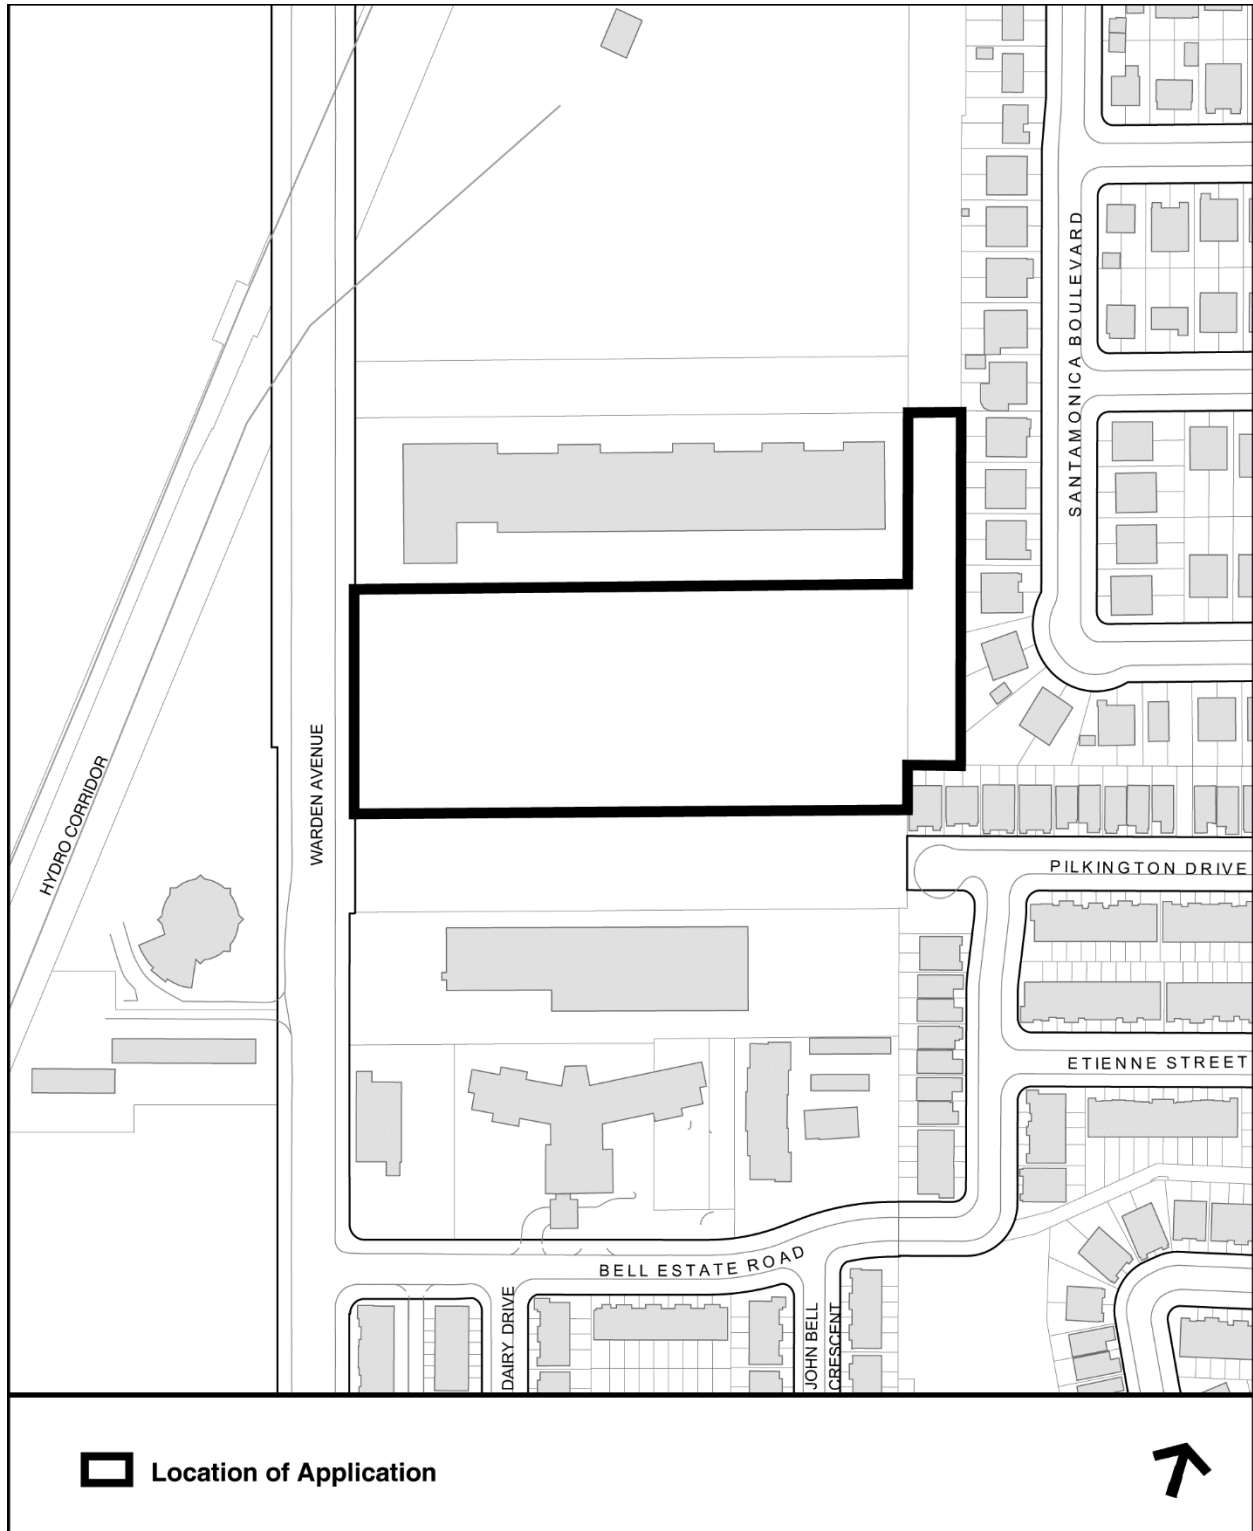 SANTAMONICA BOULEVARD
WARDEN AVENUE
HYDRO CORRIDOR
PILKINGTON DRIVE
ETIENNE STREET
BELL ESTATE ROAD
DAIRY DRIVE
JOHN BELL
CRESCENT
Location of Application